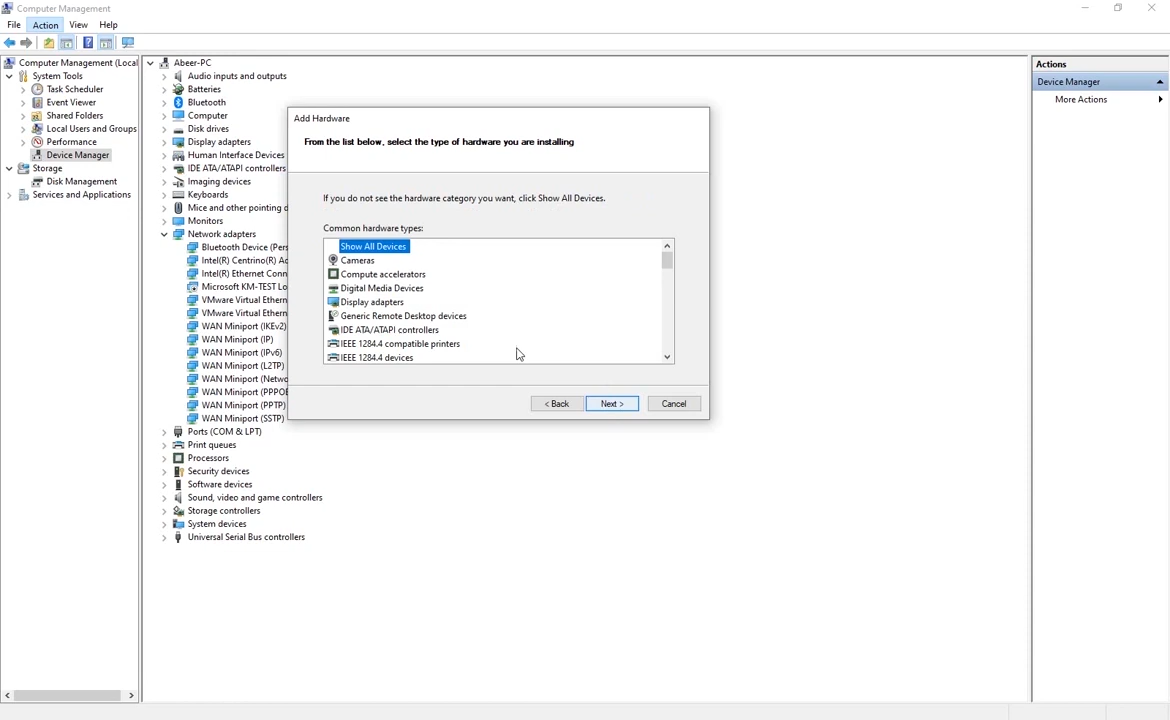 Computer Management
File Action View Help
Computer Management (Local
System Tools
Task Scheduler
Event Viewer
Shared Folders
Local Users and Groups
Performance
Device Manager
Storage
Disk Management
Services and Applications
Abeer-PC
Audio inputs and outputs
Batteries
Bluetooth
Computer
Disk drives
Display adapters
Human Interface Devices
IDE ATA/ATAPI controllers
Imaging devices
Keyboards
Mice and other pointing d
Monitors
Network adapters
Bluetooth Device (Pers
Intel(R) Centrino(R) Ad
Intel(R) Ethernet Conn
Microsoft KM-TEST Lo
VMware Virtual Ethern
VMware Virtual Ethern
WAN Miniport (IKEv2)
WAN Miniport (IP)
WAN Miniport (IPv6)
WAN Miniport (L2TP)
WAN Miniport (Netwo
WAN Miniport (PPPOE
WAN Miniport (PPTP)
WAN Miniport (SSTP)
Ports (COM & LPT)
Print queues
Processors
Security devices
Software devices
Sound, video and game controllers
Storage controllers
System devices
Universal Serial Bus controllers
Add Hardware
From the list below, select the type of hardware you are installing
If you do not see the hardware category you want, click Show All Devices.
Common hardware types:
Show All Devices
Cameras
Compute accelerators
Digital Media Devices
Display adapters
Generic Remote Desktop devices
IDE ATA/ATAPI controllers
IEEE 1284.4 compatible printers
IEEE 1284.4 devices
< Back Next > Cancel
Actions
Device Manager
More Actions